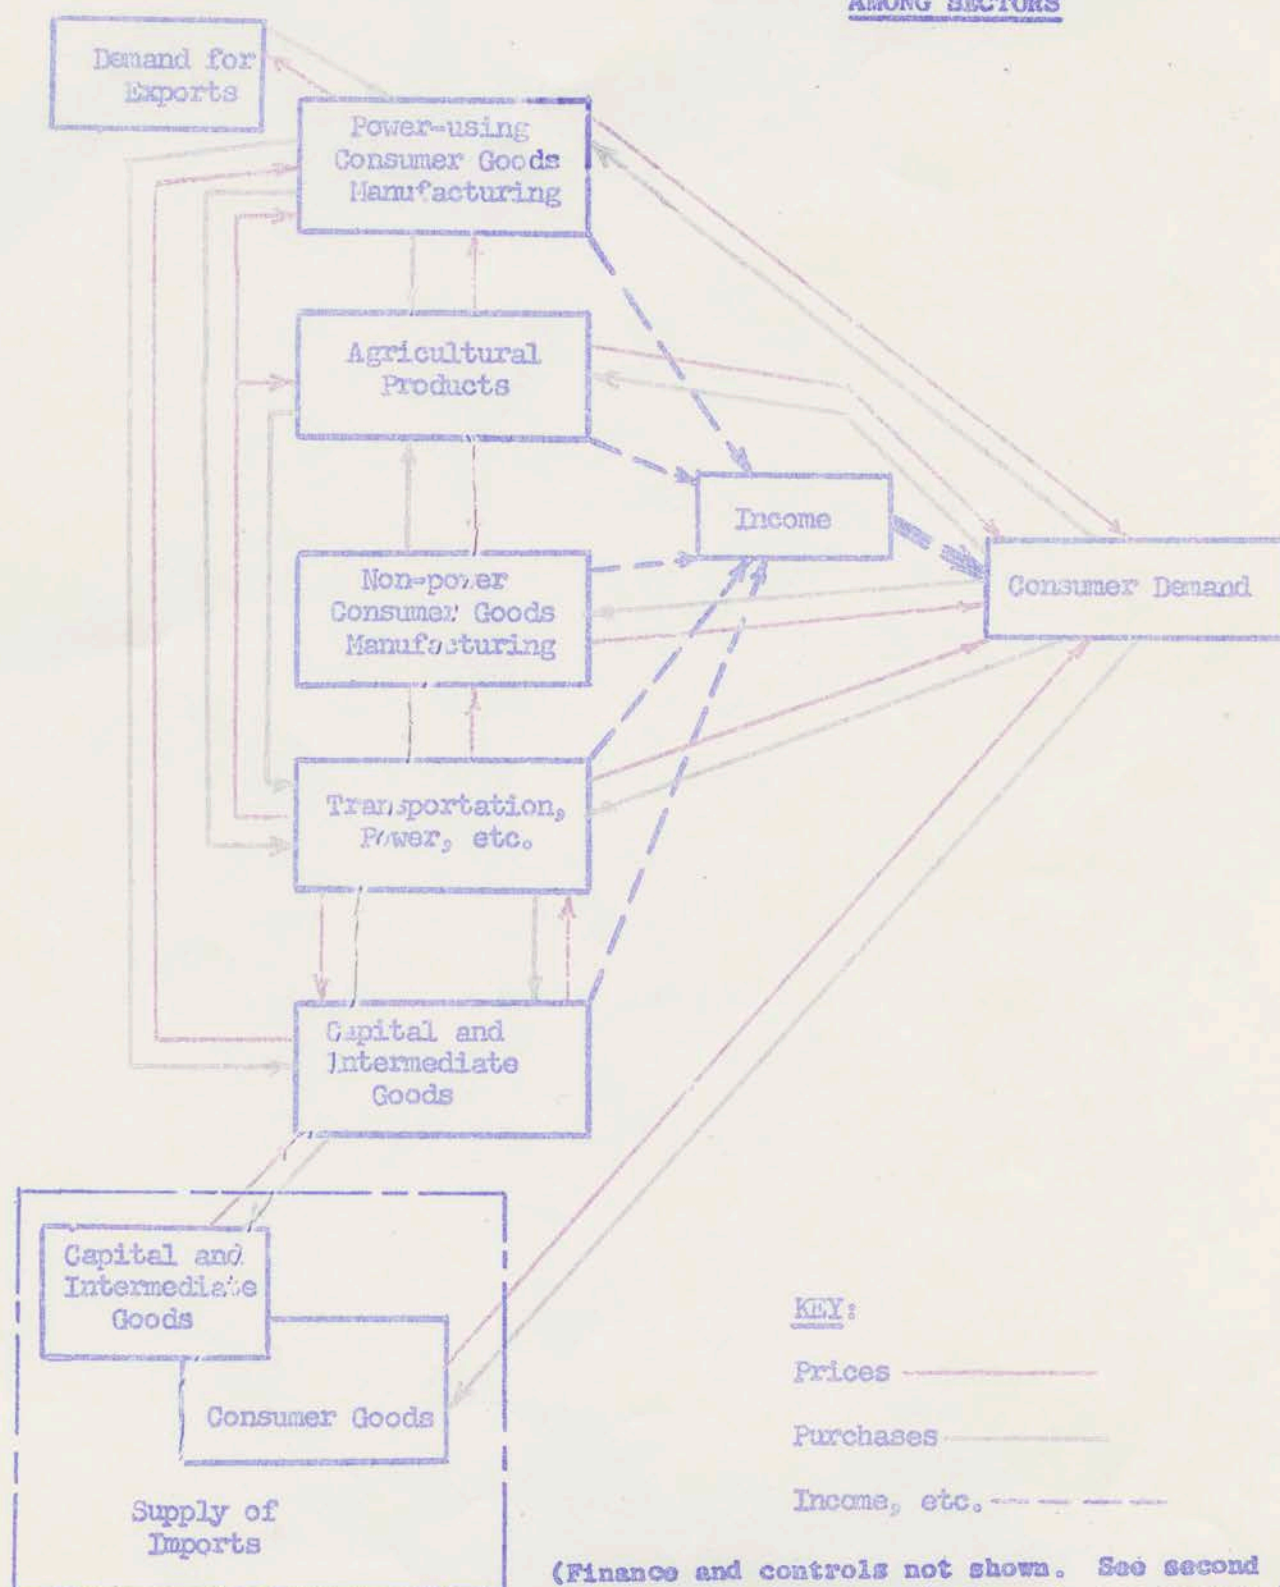 AMONG SECTORS
Demand for
Exports
Power-using
Consumer Goods
Manufacturing
Agricultural
Products
Income
Non-power
Consumer Goods
Manufacturing
Consumer Demand
Transportation,
Power, etc.
Capital and
Intermediate
Goods
Capital and
Intermediate
Goods
Consumer Goods
Supply of
Imports
KEY:
Prices
Purchases
Income, etc.
(Finance and controls not shown. See second